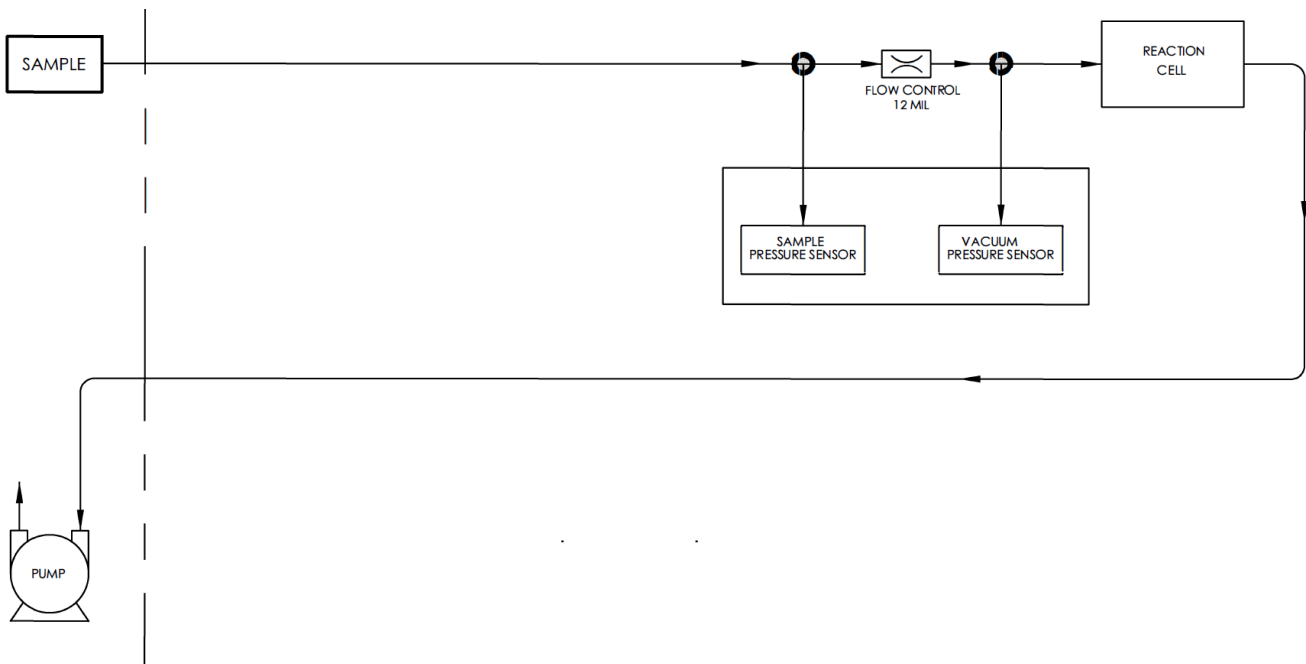 SAMPLE
REACTION
CELL
FLOW CONTROL
12 MIL
SAMPLE
PRESSURE SENSOR
VACUUM
PRESSURE SENSOR
PUMP